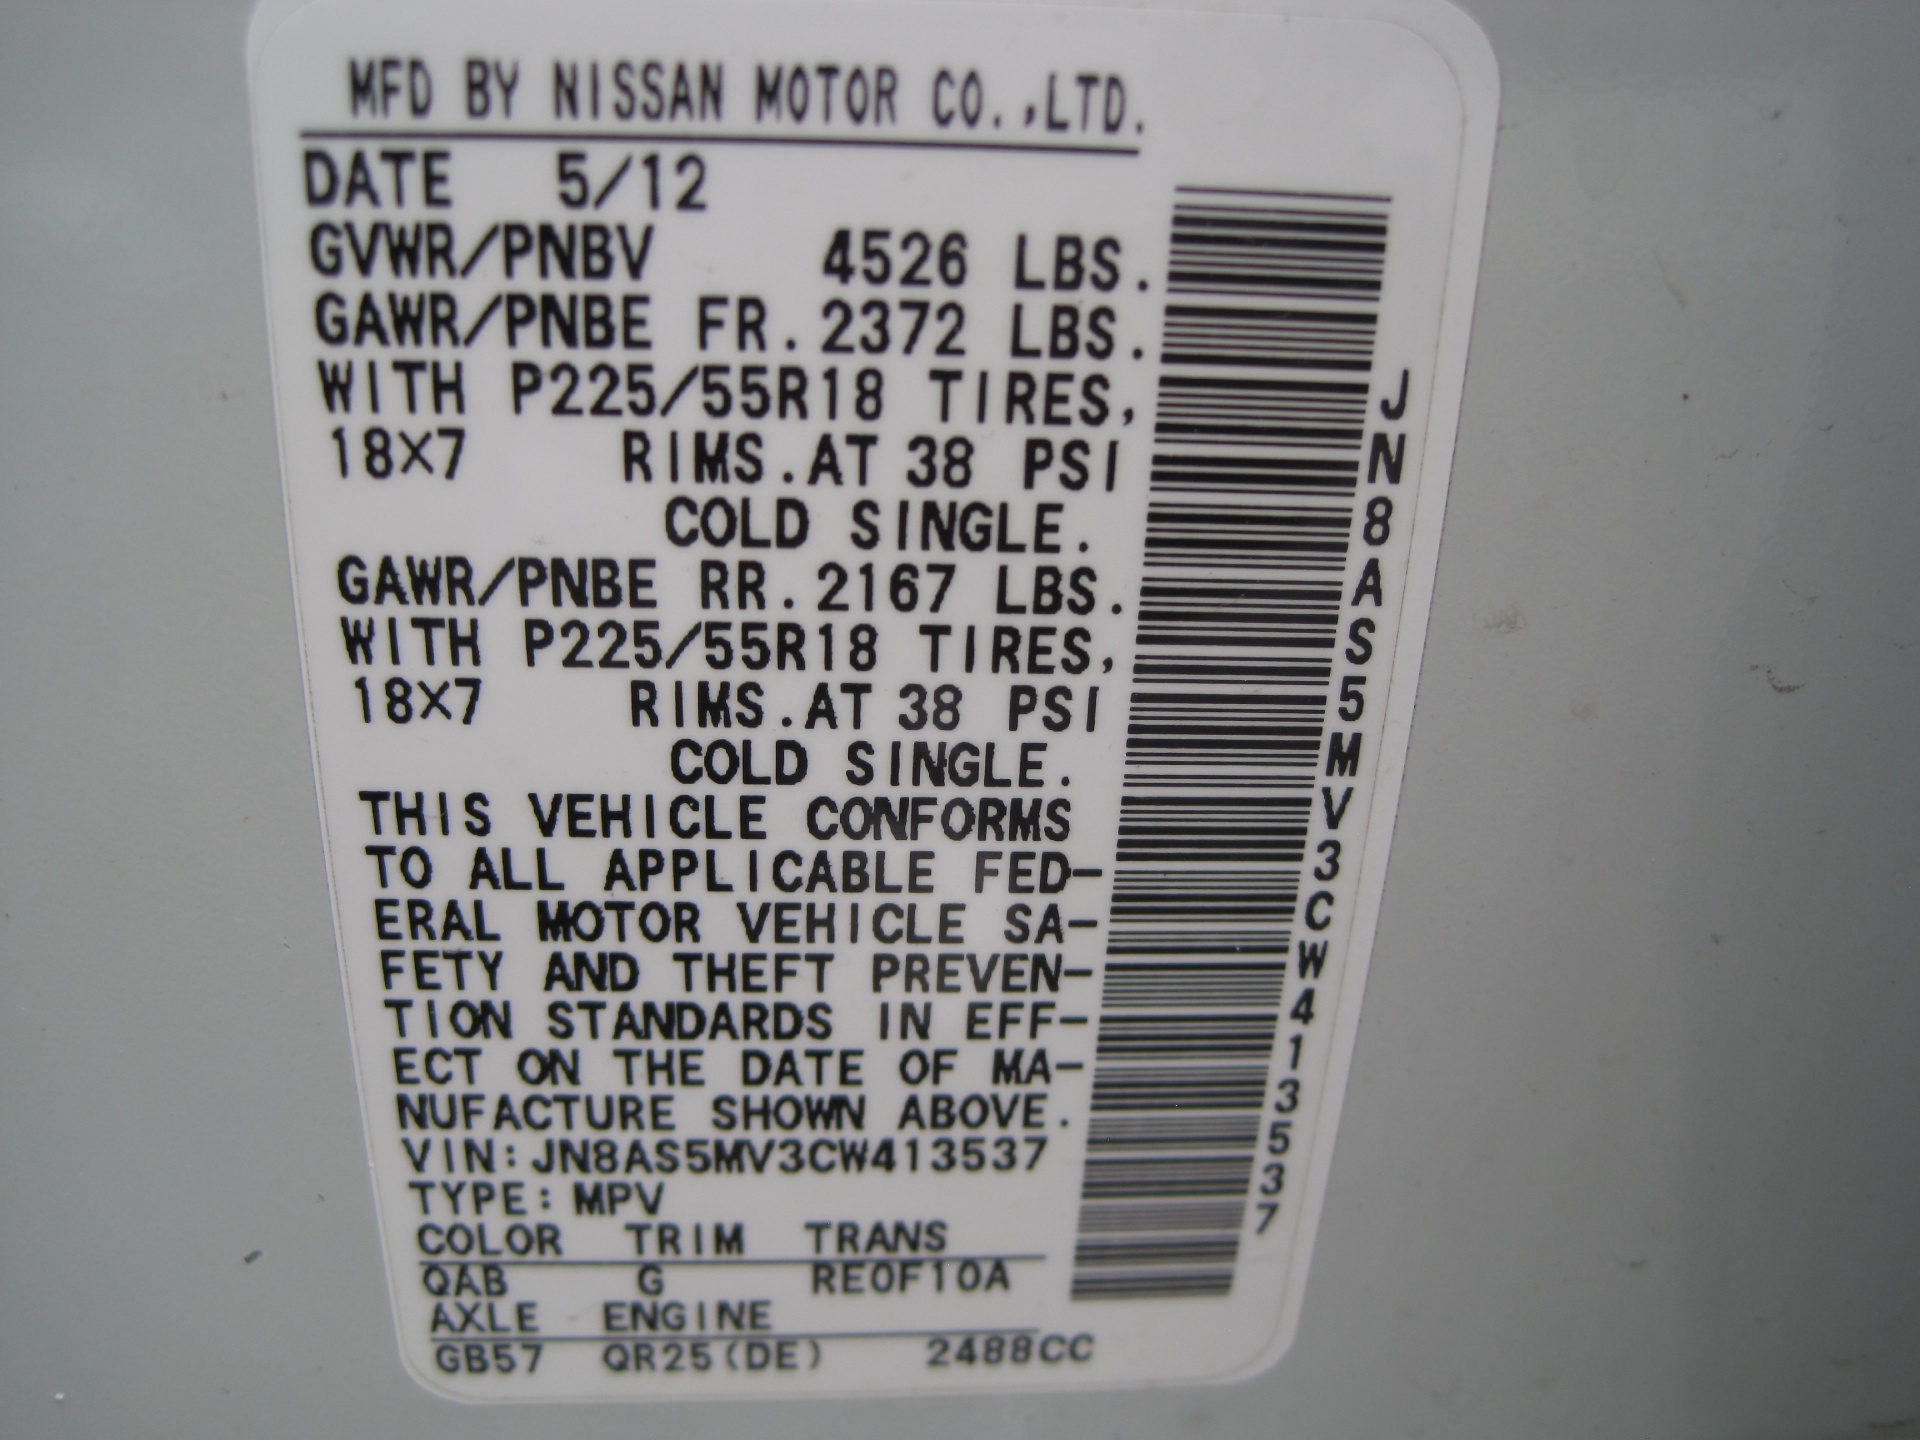 MFD BY NISSAN MOTOR CO.,LTD.
DATE 5/12
GVWR/PNBV 4526 LBS.
GAWR/PNBE FR.2372 LBS.
WITH P225/55R18 TIRES,
18X7 RIMS.AT 38 PSI
COLD SINGLE.
GAWR/PNBE RR.2167 LBS.
WITH P225/55R18 TIRES,
18X7 RIMS.AT 38 PSI
COLD SINGLE.
THIS VEHICLE CONFORMS
TO ALL APPLICABLE FED-
ERAL MOTOR VEHICLE SA-
FETY AND THEFT PREVEN-
TION STANDARDS IN EFF-
ECT ON THE DATE OF MA-
NUFACTURE SHOWN ABOVE.
VIN:JN8AS5MV3CW413537
TYPE:MPV
COLOR TRIM TRANS
QAB G RE0F10A
AXLE ENGINE
GB57 QR25(DE) 2488CC
JN8AS5MV3CW413537